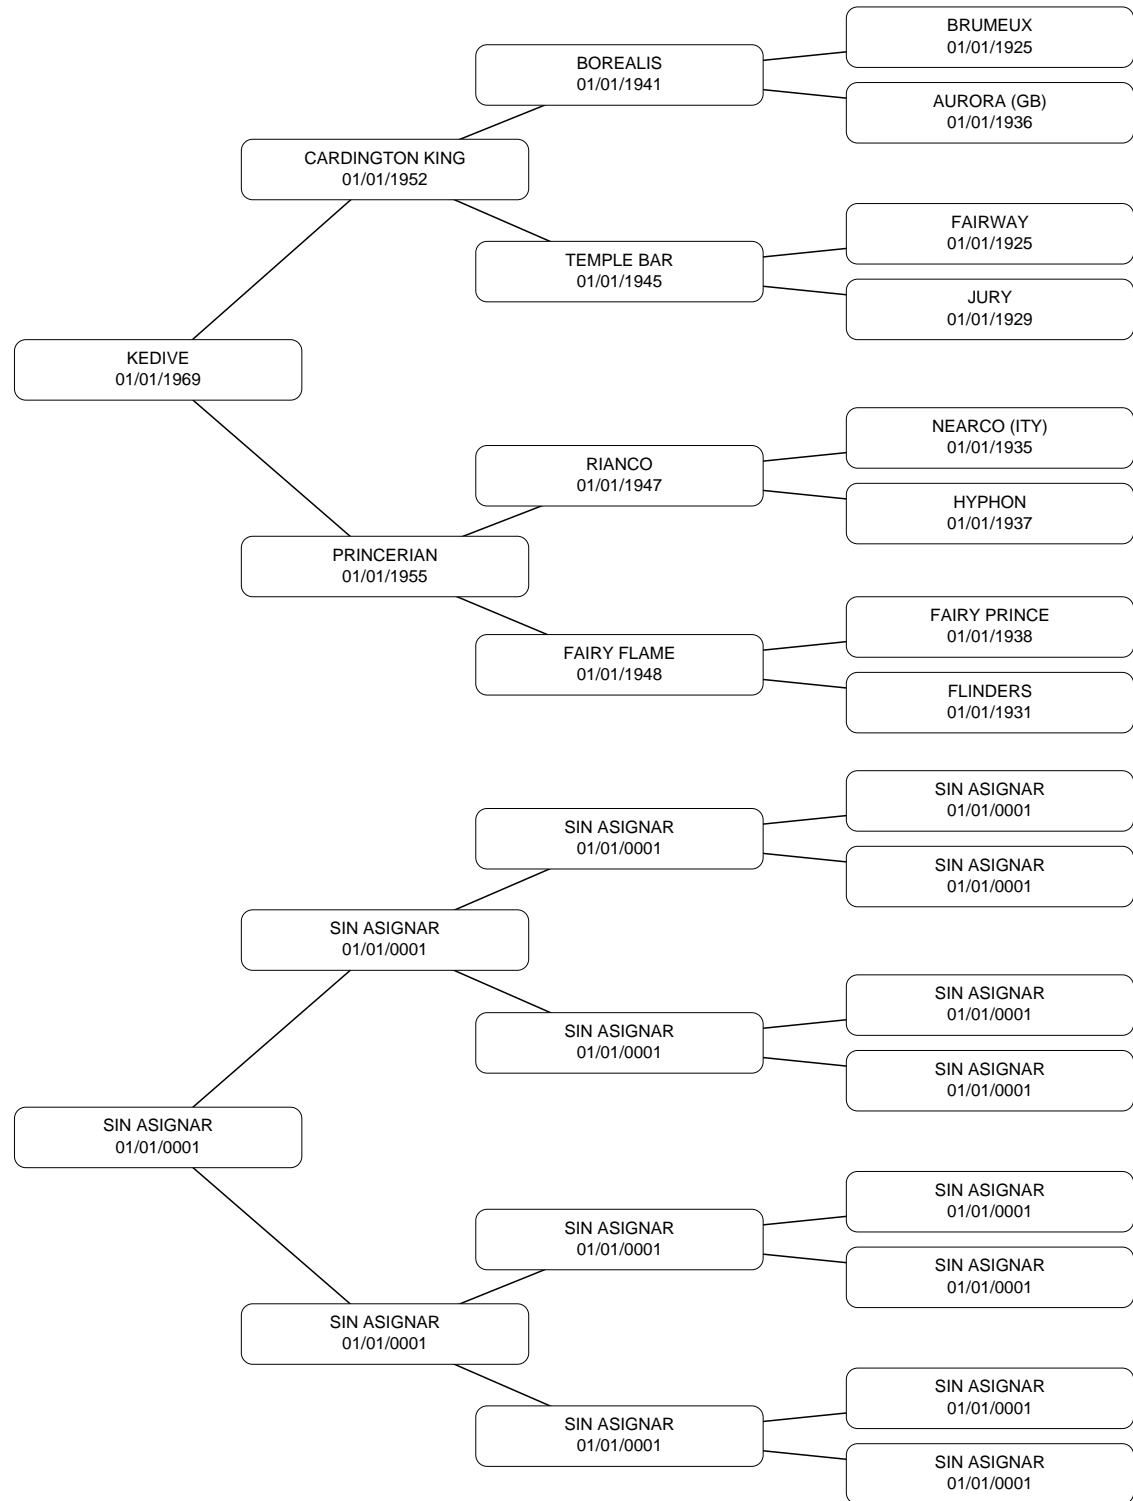 BRUMEUX
01/01/1925
BOREALIS
01/01/1941
AURORA (GB)
01/01/1936
CARDINGTON KING
01/01/1952
FAIRWAY
01/01/1925
TEMPLE BAR
01/01/1945
JURY
01/01/1929
KEDIVE
01/01/1969
NEARCO (ITY)
01/01/1935
RIANCO
01/01/1947
HYPHON
01/01/1937
PRINCERIAN
01/01/1955
FAIRY PRINCE
01/01/1938
FAIRY FLAME
01/01/1948
FLINDERS
01/01/1931
SIN ASIGNAR
01/01/0001
SIN ASIGNAR
01/01/0001
SIN ASIGNAR
01/01/0001
SIN ASIGNAR
01/01/0001
SIN ASIGNAR
01/01/0001
SIN ASIGNAR
01/01/0001
SIN ASIGNAR
01/01/0001
SIN ASIGNAR
01/01/0001
SIN ASIGNAR
01/01/0001
SIN ASIGNAR
01/01/0001
SIN ASIGNAR
01/01/0001
SIN ASIGNAR
01/01/0001
SIN ASIGNAR
01/01/0001
SIN ASIGNAR
01/01/0001
SIN ASIGNAR
01/01/0001